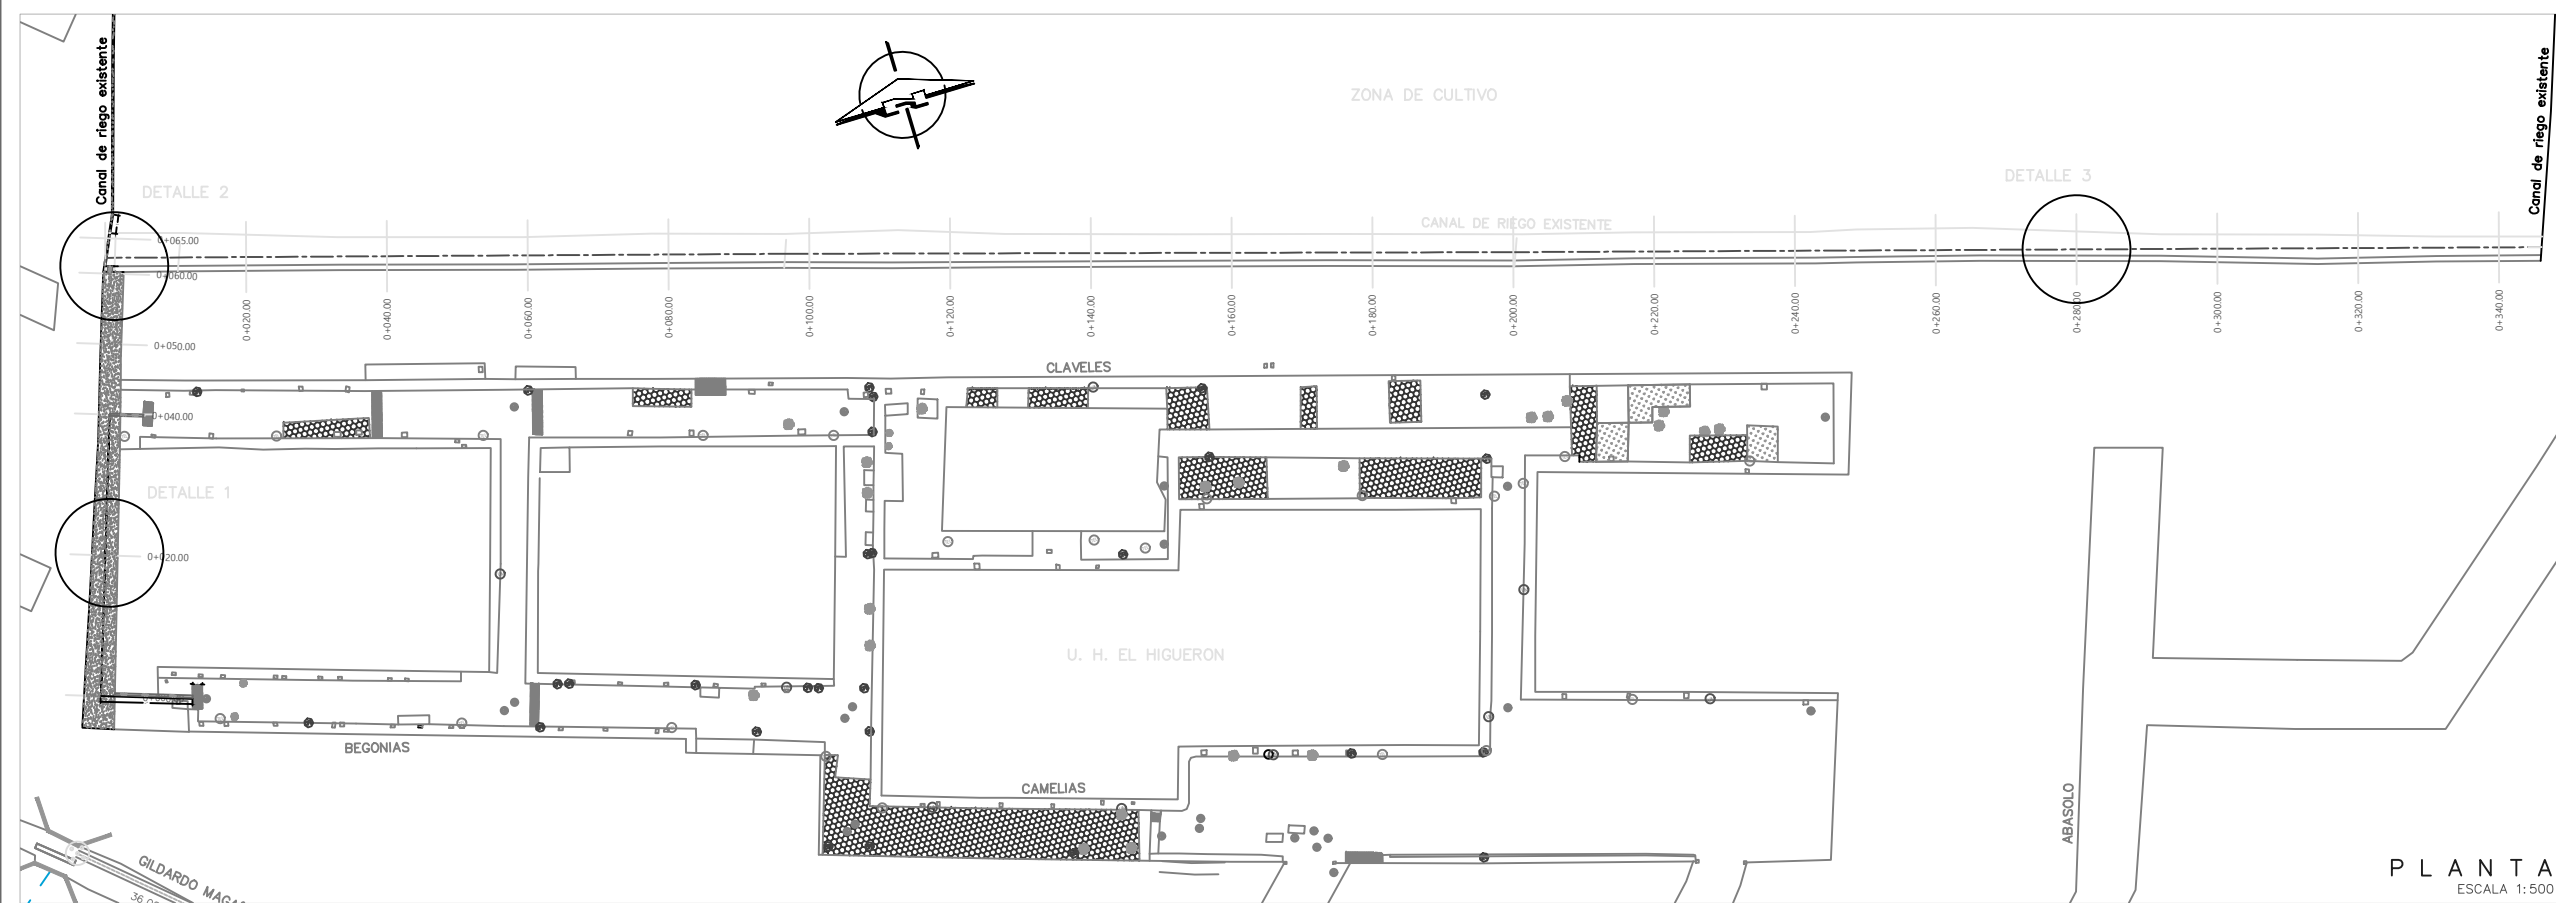 Canal de riego existente
ZONA DE CULTIVO
Canal de riego existente
DETALLE 2
DETALLE 3
CANAL DE RIEGO EXISTENTE
0+065.00
0+060.00
0+020.00
0+040.00
0+060.00
0+080.00
0+100.00
0+120.00
0+140.00
0+160.00
0+180.00
0+200.00
0+220.00
0+240.00
0+260.00
0+280.00
0+300.00
0+320.00
0+340.00
0+050.00
CLAVELES
0+040.00
DETALLE 1
0+020.00
U. H. EL HIGUERON
BEGONIAS
CAMELIAS
ABASOLO
GILDARDO
PLANTA
ESCALA 1:500